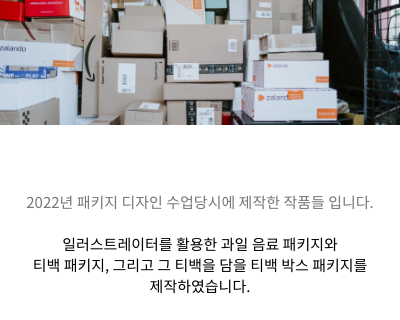 zalando
PLAY
zalando
zalando
2022년 패키지 디자인 수업당시에 제작한 작품들 입니다.
일러스트레이터를 활용한 과일 음료 패키지와
티백 패키지, 그리고 그 티백을 담을 티백 박스 패키지를
제작하였습니다.